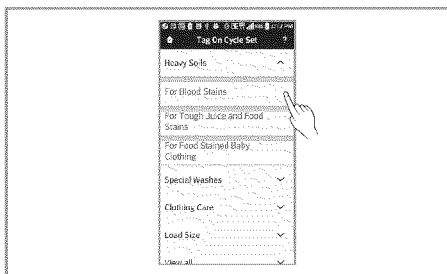 Tag On Cycle Set ?
Heavy Soils
For Blood Stains
For Tough Juice and Food
Stains
For Food Stained Baby
Clothing
Special Washes
Clothing Care
Load Size
View all